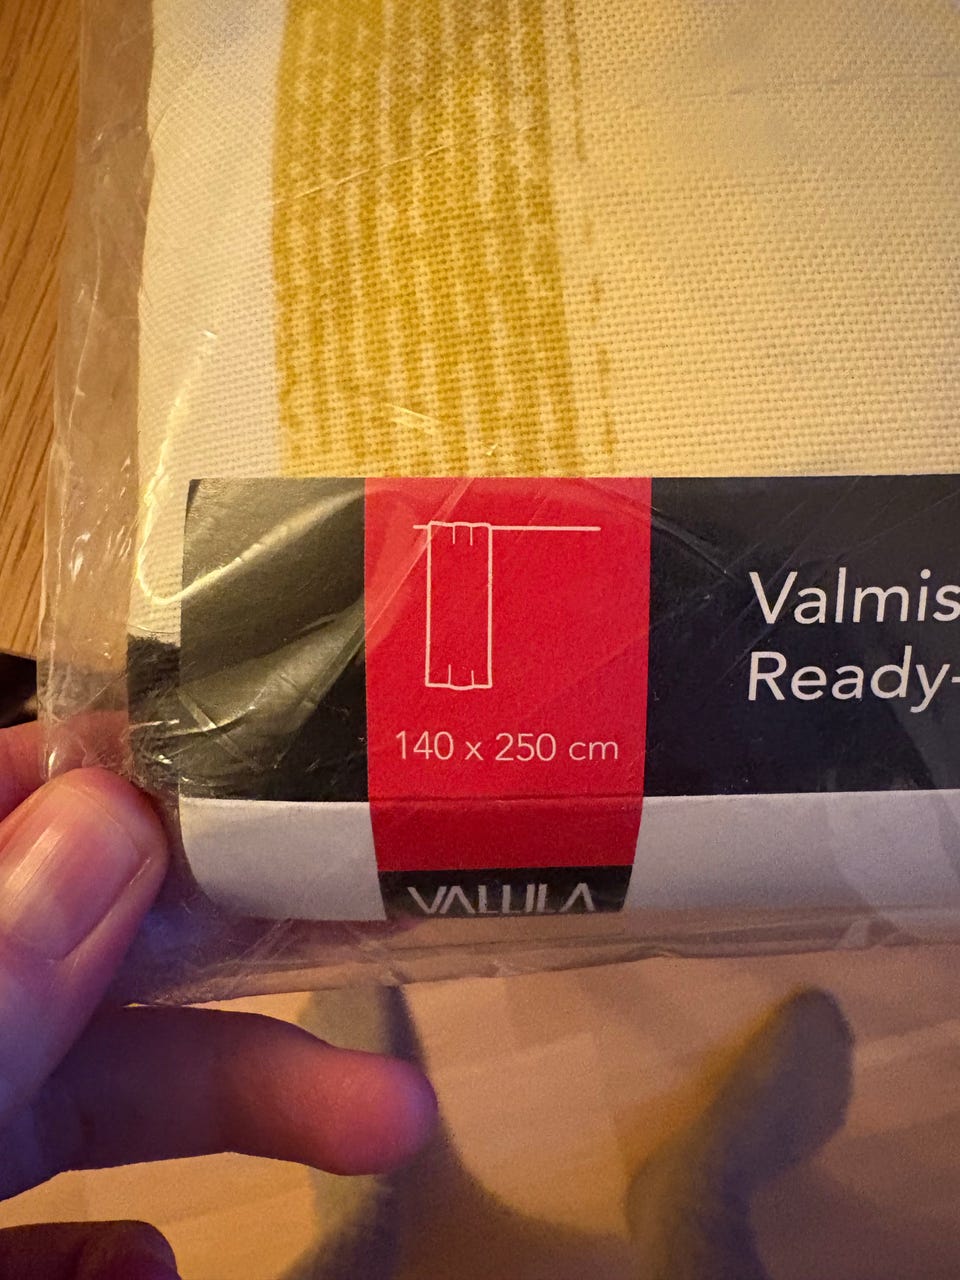 Valmis
Ready-
140 x 250 cm
VALLILA